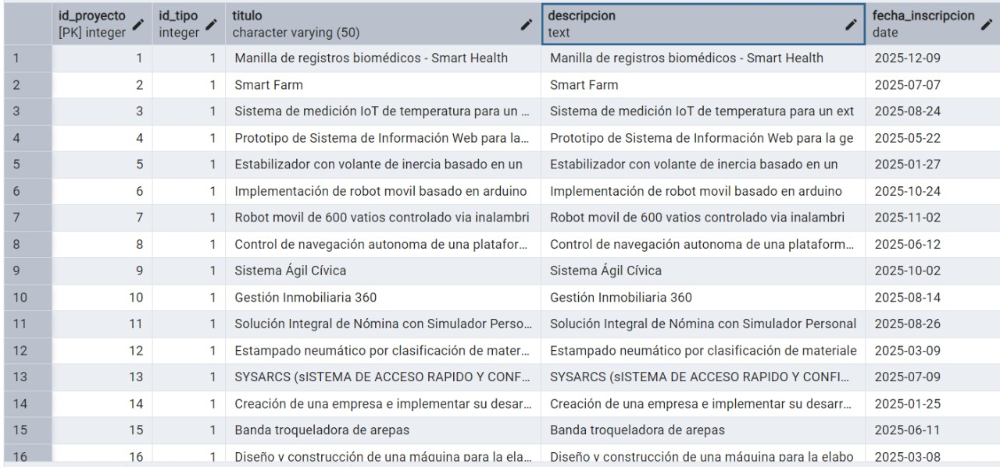 id_proyecto id_tipo titulo descripcion fecha_inscripcion
[PK] integer integer character varying (50) text date
1 1 1 Manilla de registros biomédicos - Smart Health Manilla de registros biomédicos - Smart Health 2025-12-09
2 2 1 Smart Farm Smart Farm 2025-07-07
3 3 1 Sistema de medición IoT de temperatura para un ... Sistema de medición IoT de temperatura para un ext 2025-08-24
4 4 1 Prototipo de Sistema de Información Web para la... Prototipo de Sistema de Información Web para la ge 2025-05-22
5 5 1 Estabilizador con volante de inercia basado en un Estabilizador con volante de inercia basado en un 2025-01-27
6 6 1 Implementación de robot movil basado en arduino Implementación de robot movil basado en arduino 2025-10-24
7 7 1 Robot movil de 600 vatios controlado via inalambri Robot movil de 600 vatios controlado via inalambri 2025-11-02
8 8 1 Control de navegación autonoma de una platafor... Control de navegación autonoma de una plataform... 2025-06-12
9 9 1 Sistema Ágil Cívica Sistema Ágil Cívica 2025-10-02
10 10 1 Gestión Inmobiliaria 360 Gestión Inmobiliaria 360 2025-08-14
11 11 1 Solución Integral de Nómina con Simulador Perso... Solución Integral de Nómina con Simulador Personal 2025-08-26
12 12 1 Estampado neumático por clasificación de mater... Estampado neumático por clasificación de materiale 2025-03-09
13 13 1 SYSARCS (sISTEMA DE ACCESO RAPIDO Y CONF... SYSARCS (sISTEMA DE ACCESO RAPIDO Y CONFI... 2025-07-09
14 14 1 Creación de una empresa e implementar su desar... Creación de una empresa e implementar su desarr... 2025-01-25
15 15 1 Banda troqueladora de arepas Banda troqueladora de arepas 2025-06-11
16 16 1 Diseño y construcción de una máquina para la ela... Diseño y construcción de una máquina para la elabo 2025-03-08